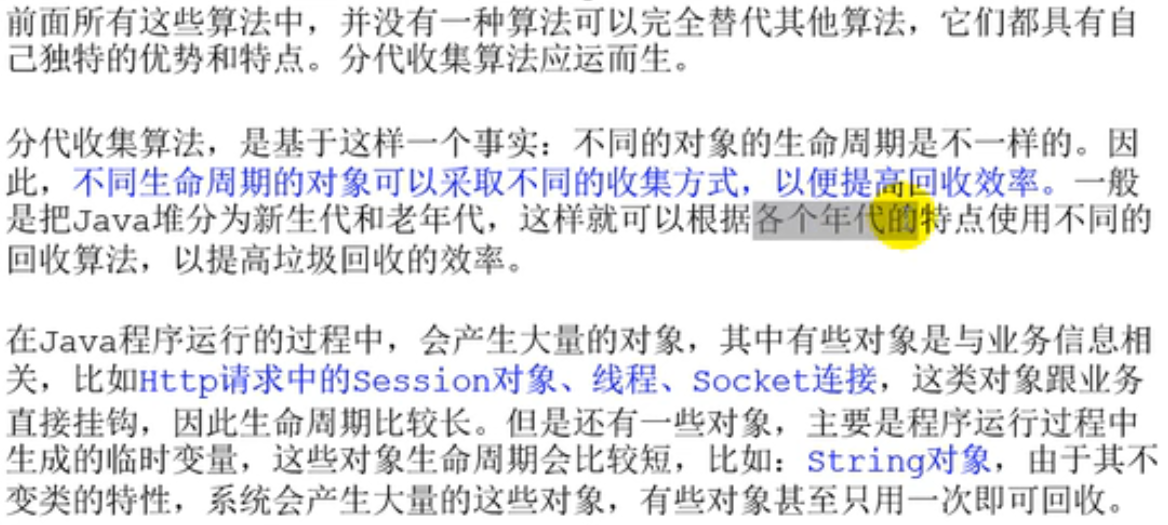 前面所有这些算法中，并没有一种算法可以完全替代其他算法，它们都具有自
己独特的优势和特点。分代收集算法应运而生。
分代收集算法，是基于这样一个事实：不同的对象的生命周期是不一样的。因
此，不同生命周期的对象可以采取不同的收集方式，以便提高回收效率。一般
是把Java堆分为新生代和老年代，这样就可以根据各个年代的特点使用不同的
回收算法，以提高垃圾回收的效率。
在Java程序运行的过程中，会产生大量的对象，其中有些对象是与业务信息相
关，比如Http请求中的Session对象、线程、Socket连接，这类对象跟业务
直接挂钩，因此生命周期比较长。但是还有一些对象，主要是程序运行过程中
生成的临时变量，这些对象生命周期会比较短，比如：String对象，由于其不
变类的特性，系统会产生大量的这些对象，有些对象甚至只用一次即可回收。